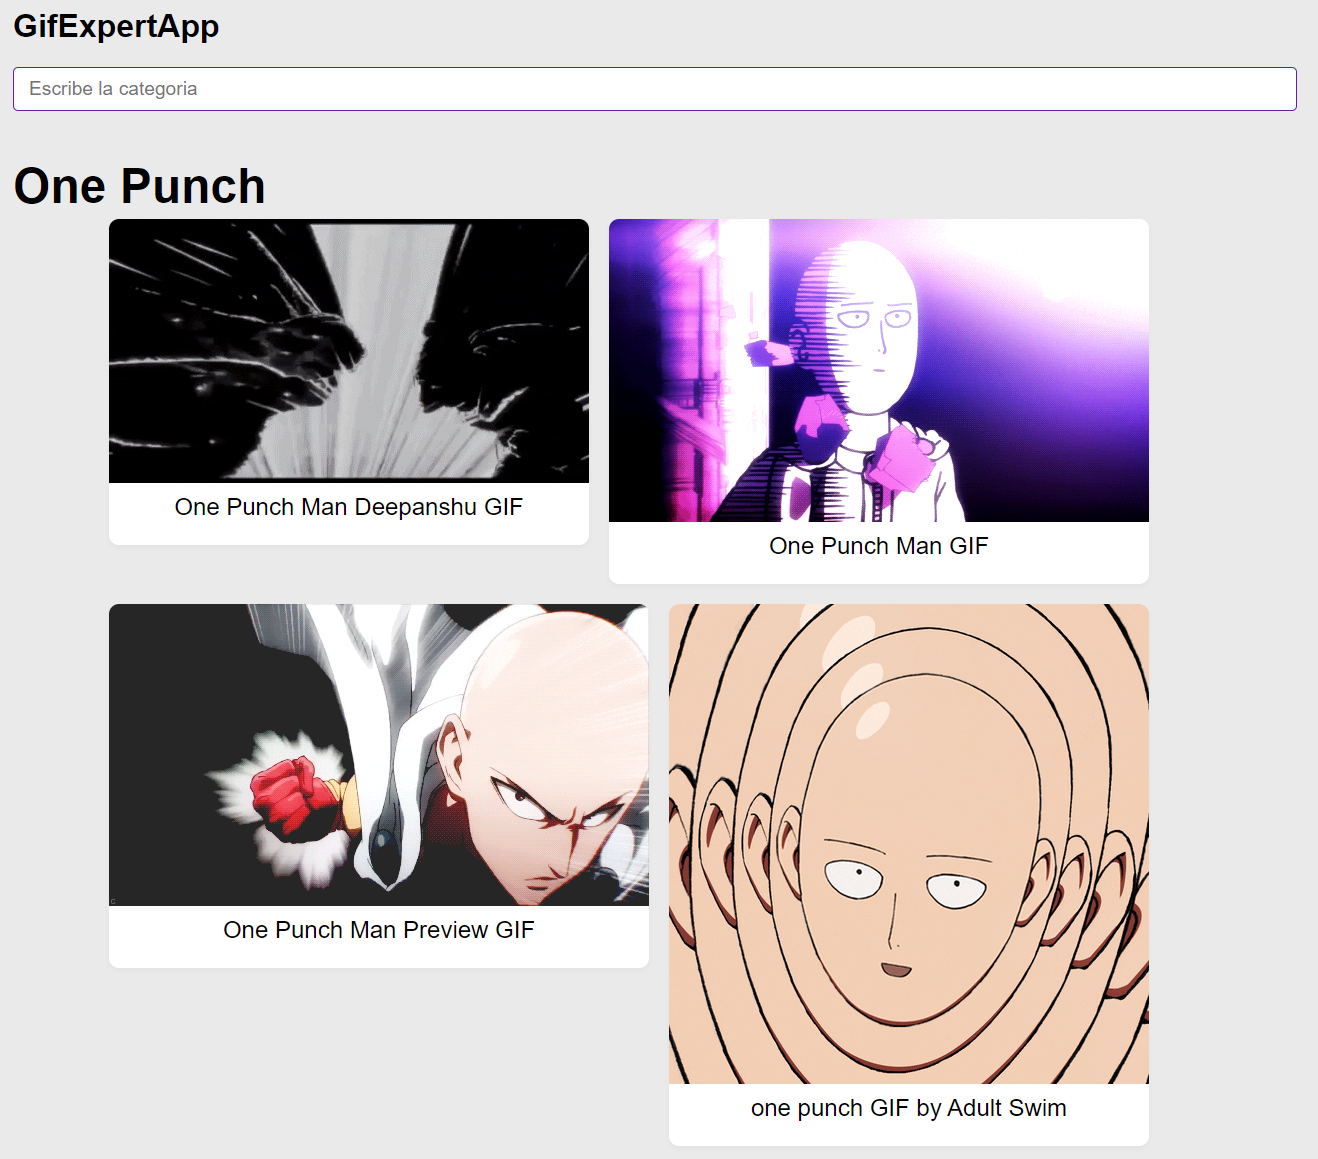 GifExpertApp
Escribe la categoria
One Punch
One Punch Man Deepanshu GIF
One Punch Man GIF
One Punch Man Preview GIF
one punch GIF by Adult Swim